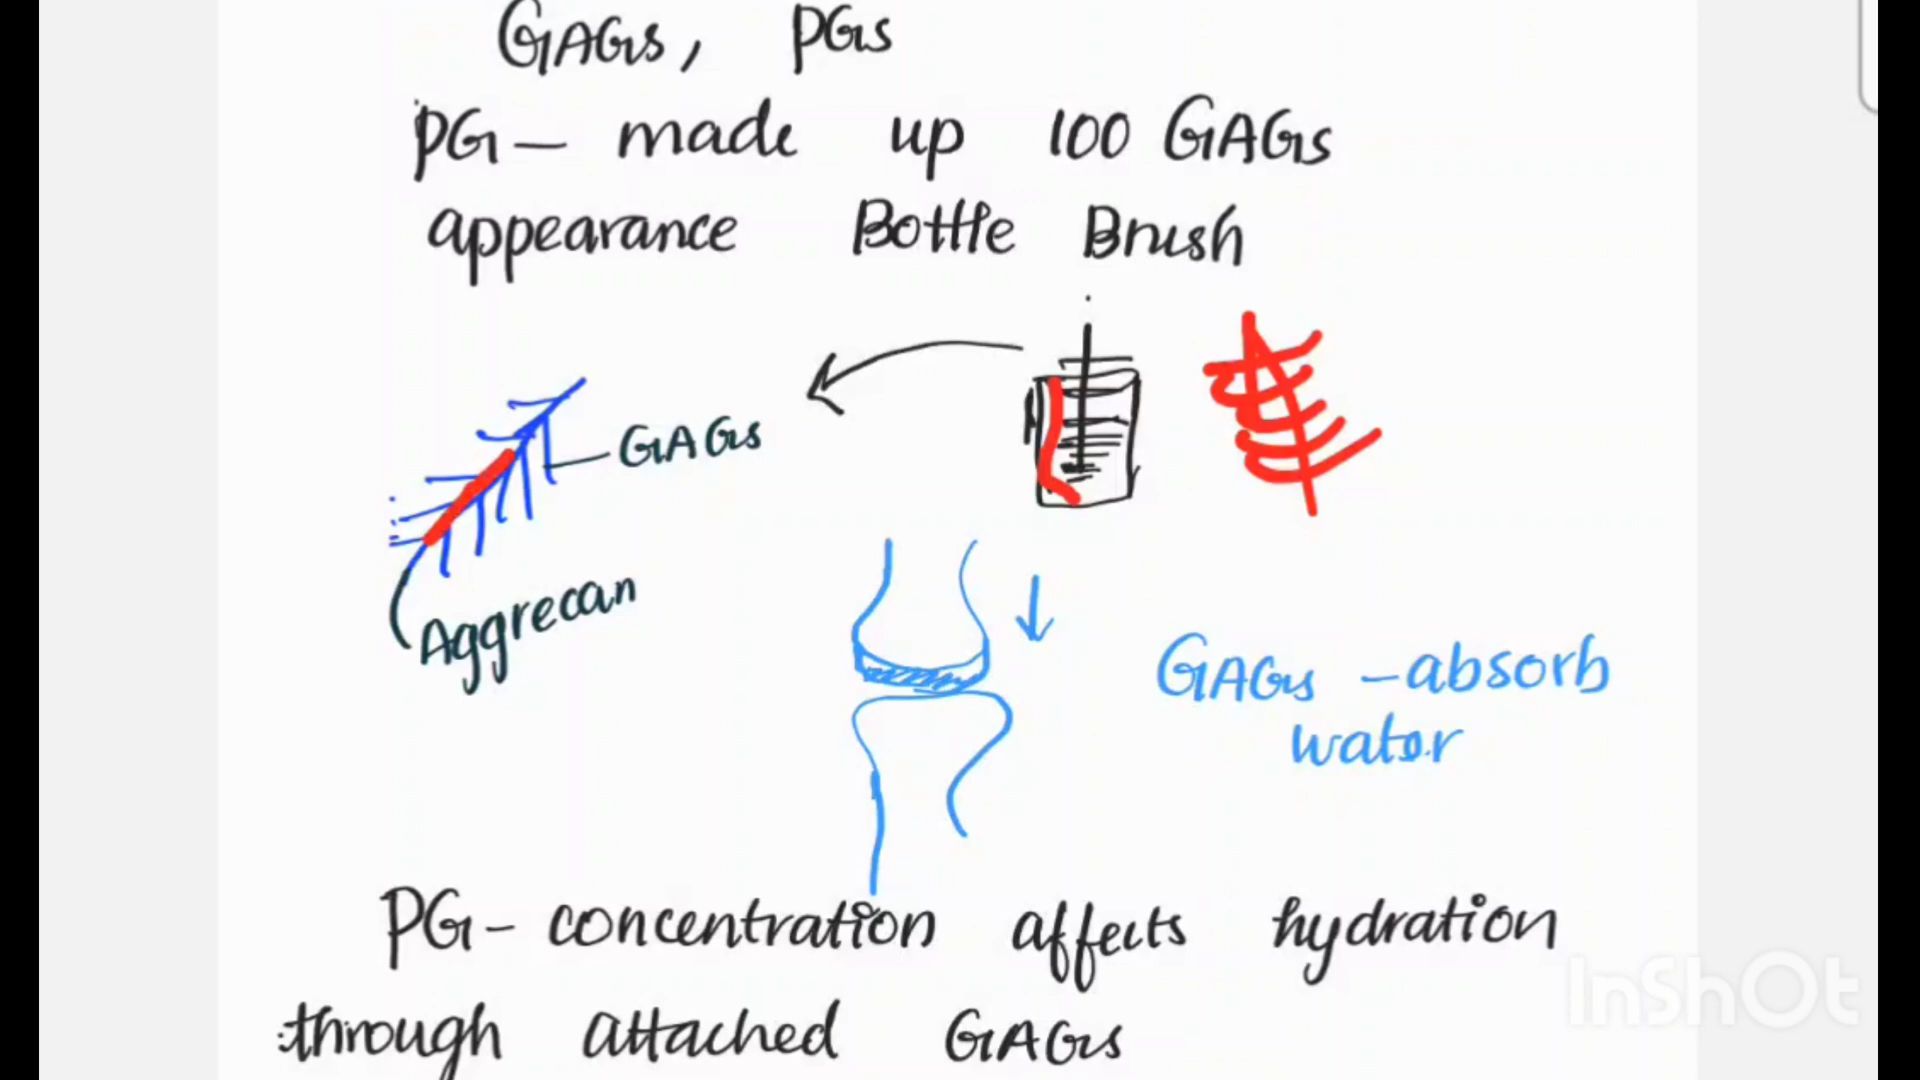 GAGs, PGs
PG - made up 100 GAGs
appearance Bottle Brush
GAGs
Aggrecan
GAGs - absorb
water
PG - concentration affects hydration
through attached GAGs
InShOt